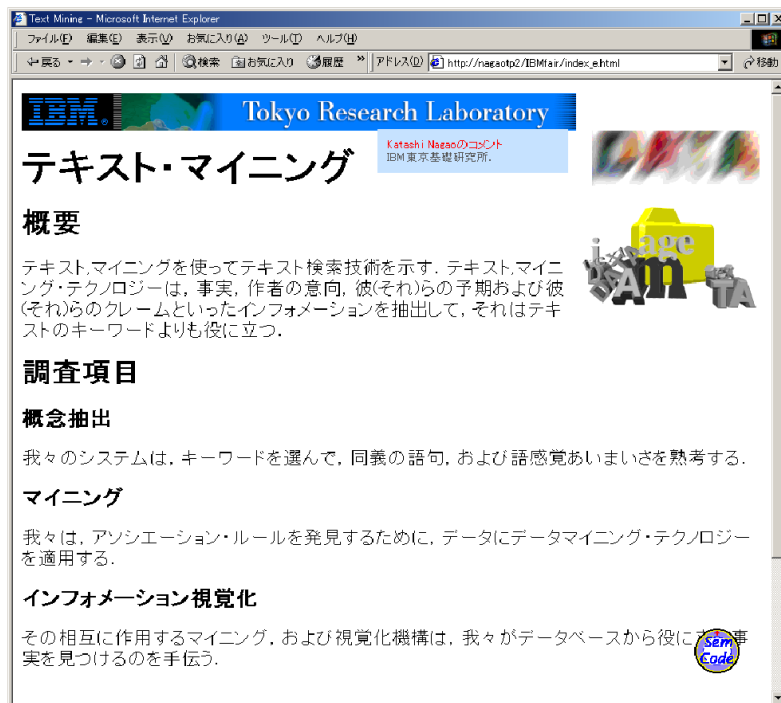 Text Mining - Microsoft Internet Explorer
ファイル(F) 編集(E) 表示(V) お気に入り(A) ツール(T) ヘルプ(H)
戻る 検索 お気に入り 履歴 » アドレス(D) http://nagaotp2/IBMfair/index_e.html 移動
IBM. Tokyo Research Laboratory
Katashi Nagaoのコメント
IBM 東京基礎研究所.
テキスト・マイニング
概要
テキスト,マイニングを使ってテキスト検索技術を示す. テキスト,マイニ
ング・テクノロジーは, 事実, 作者の意向, 彼(それ)らの予期および彼
(それ)らのクレームといったインフォメーションを抽出して, それはテキ
ストのキーワードよりも役に立つ.
image
Am
TA
調査項目
概念抽出
我々のシステムは, キーワードを選んで, 同義の語句, および語感覚あいまいさを熟考する.
マイニング
我々は, アソシエーション・ルールを発見するために, データにデータマイニング・テクノロジー
を適用する.
インフォメーション視覚化
その相互に作用するマイニング, および視覚化機構は, 我々がデータベースから役に 事
実を見つけるのを手伝う.
Sem
Code